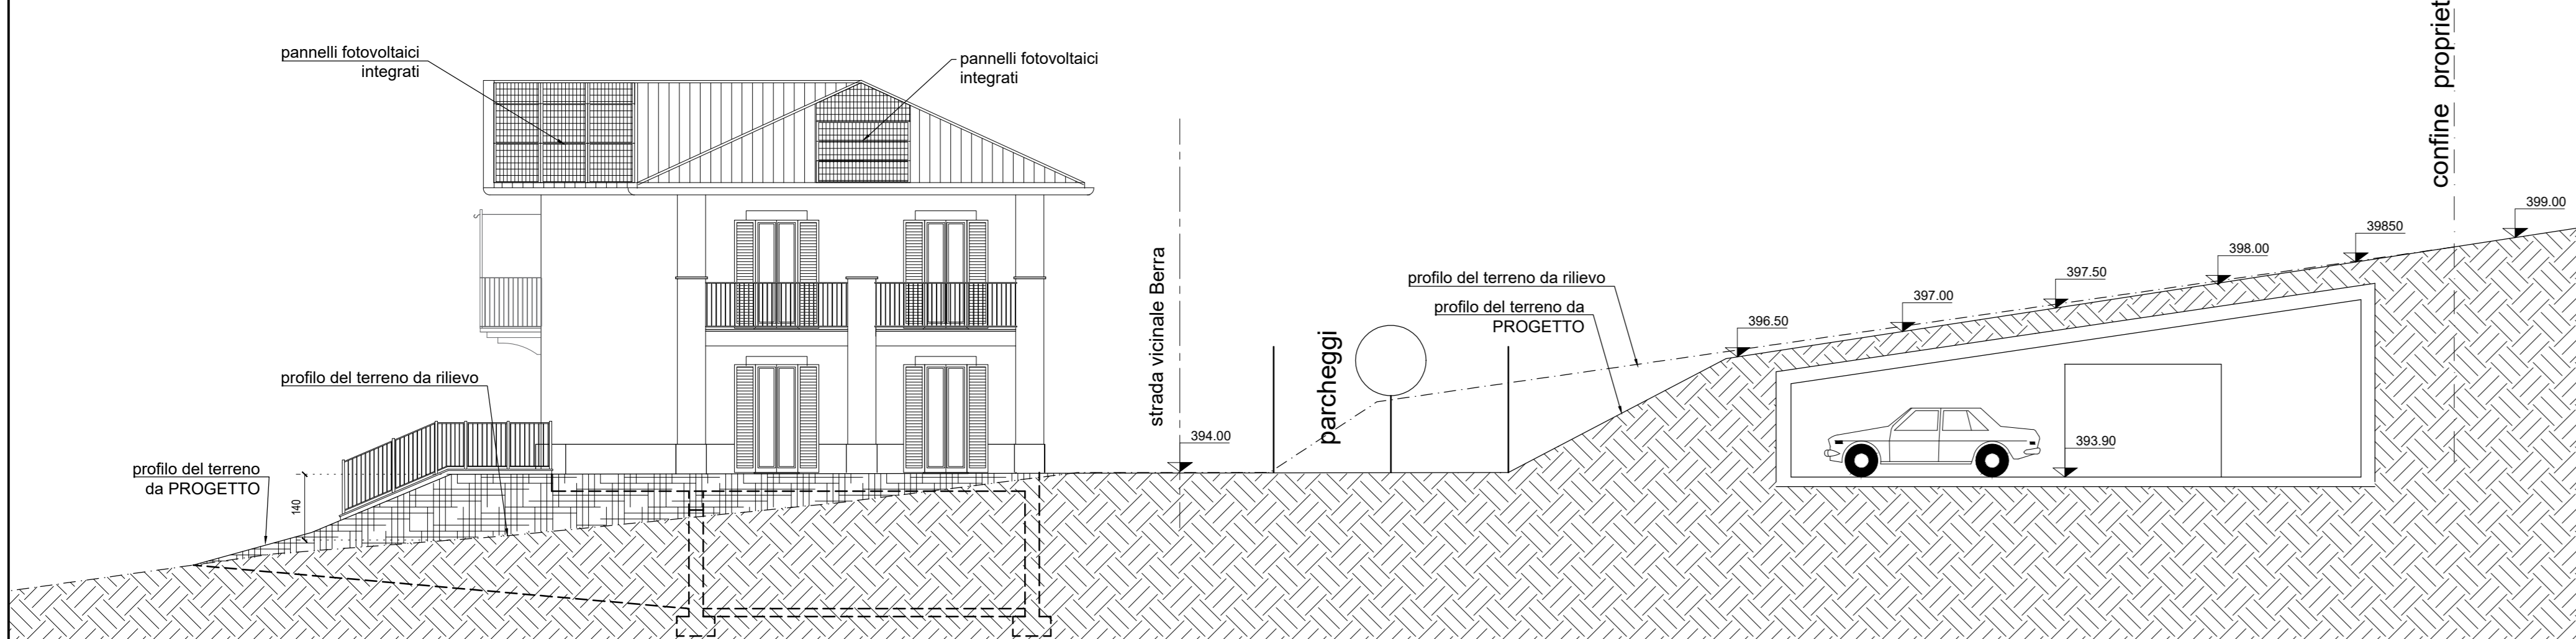 pannelli fotovoltaici
integrati
pannelli fotovoltaici
integrati
profilo del terreno da rilievo
profilo del terreno
da PROGETTO
140
strada vicinale Berra
394.00
parcheggi
profilo del terreno da rilievo
profilo del terreno da
PROGETTO
396.50
397.00
397.50
398.00
39850
399.00
393.90
confine propriet